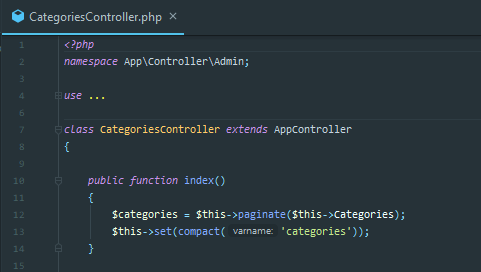 CategoriesController.php ×
1 <?php
2 namespace App\Controller\Admin;
3
4 use ...
6
7 class CategoriesController extends AppController
8 {
9
10 public function index()
11 {
12 $categories = $this->paginate($this->Categories);
13 $this->set(compact( varname: 'categories'));
14 }
15